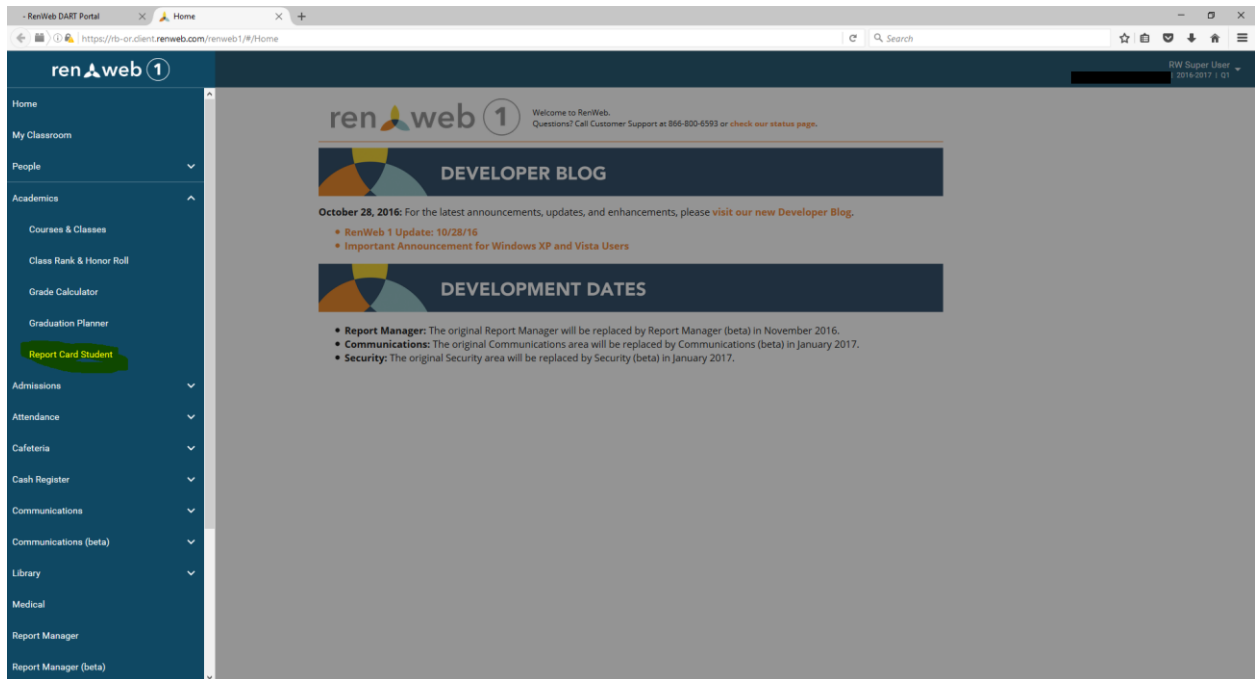 - RenWeb DART Portal
Home
https://rb-or.client.renweb.com/renweb1/#/Home
Search
ren web 1
RW Super User
| 2016-2017 | Q1
Home
My Classroom
People
Academics
Courses & Classes
Class Rank & Honor Roll
Grade Calculator
Graduation Planner
Report Card Student
Admissions
Attendance
Cafeteria
Cash Register
Communications
Communications (beta)
Library
Medical
Report Manager
Report Manager (beta)
ren web 1
Welcome to RenWeb.
Questions? Call Customer Support at 866-800-6593 or check our status page.
DEVELOPER BLOG
October 28, 2016: For the latest announcements, updates, and enhancements, please visit our new Developer Blog.
• RenWeb 1 Update: 10/28/16
• Important Announcement for Windows XP and Vista Users
DEVELOPMENT DATES
• Report Manager: The original Report Manager will be replaced by Report Manager (beta) in November 2016.
• Communications: The original Communications area will be replaced by Communications (beta) in January 2017.
• Security: The original Security area will be replaced by Security (beta) in January 2017.